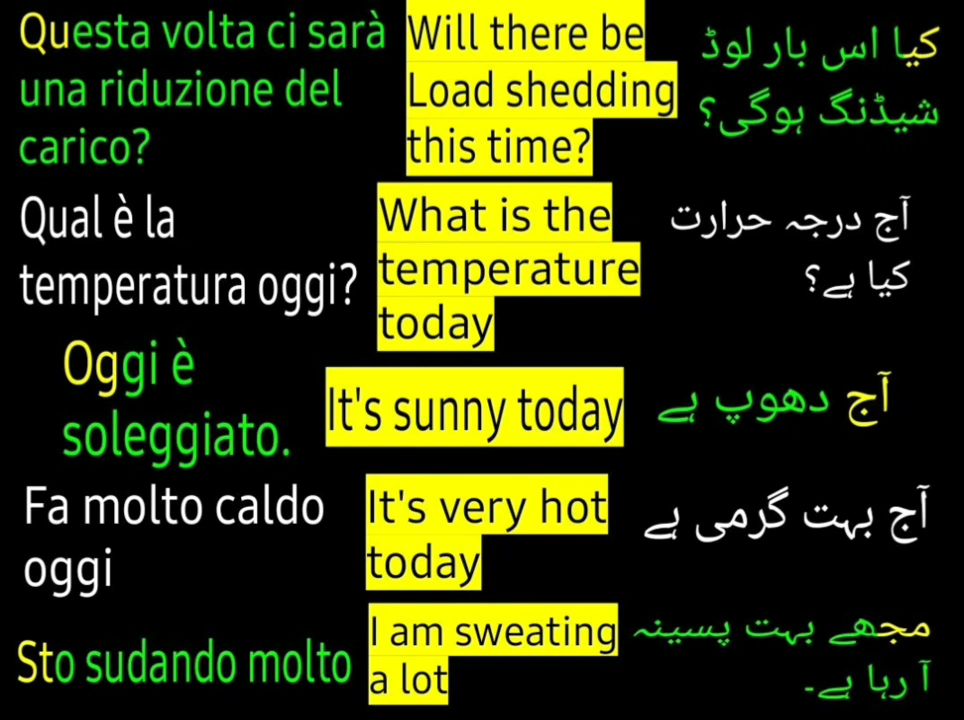 Questa volta ci sarà
una riduzione del
carico?
Will there be
Load shedding
this time?
کیا اس بار لوڈ
شیڈنگ ہوگی؟
Qual è la
temperatura oggi?
What is the
temperature
today
آج درجہ حرارت
کیا ہے؟
Oggi è
soleggiato.
It's sunny today
آج دھوپ ہے
Fa molto caldo
oggi
It's very hot
today
آج بہت گرمی ہے
Sto sudando molto
I am sweating
a lot
مجھے بہت پسینہ
آ رہا ہے۔